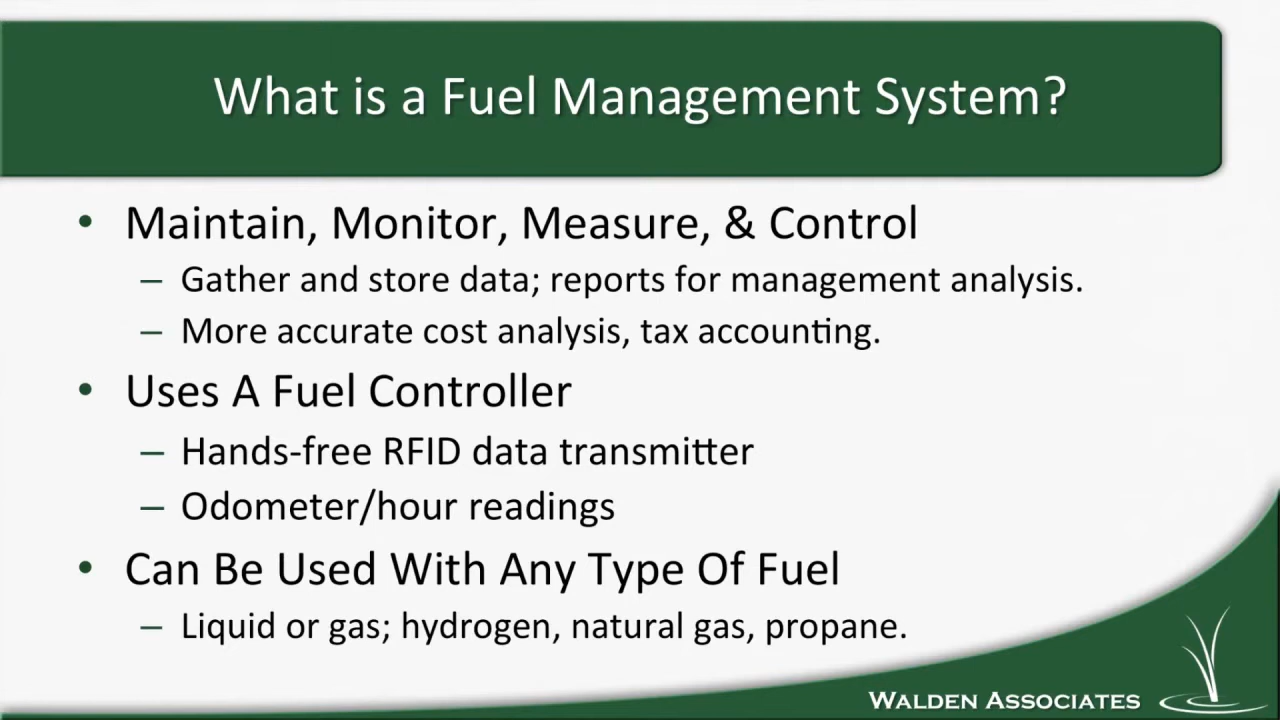 What is a Fuel Management System?
• Maintain, Monitor, Measure, & Control
– Gather and store data; reports for management analysis.
– More accurate cost analysis, tax accounting.
• Uses A Fuel Controller
– Hands-free RFID data transmitter
– Odometer/hour readings
• Can Be Used With Any Type Of Fuel
– Liquid or gas; hydrogen, natural gas, propane.
WALDEN ASSOCIATES